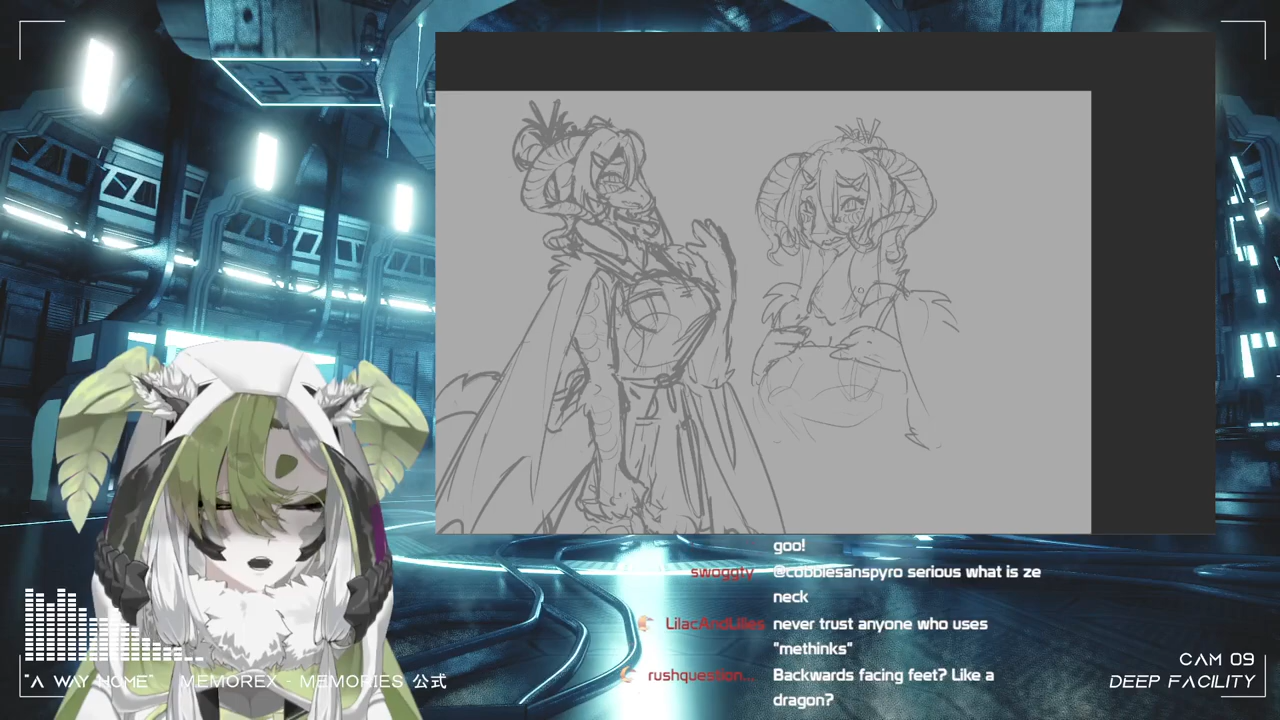 goo!
swoggty @cobblesanspyro serious what is ze
neck
LilacAndLilies never trust anyone who uses
"methinks"
rushquestion... Backwards facing feet? Like a
dragon?
"A WAY HOME" MEMOREX - MEMORIES 公式
CAM 09
DEEP FACILITY